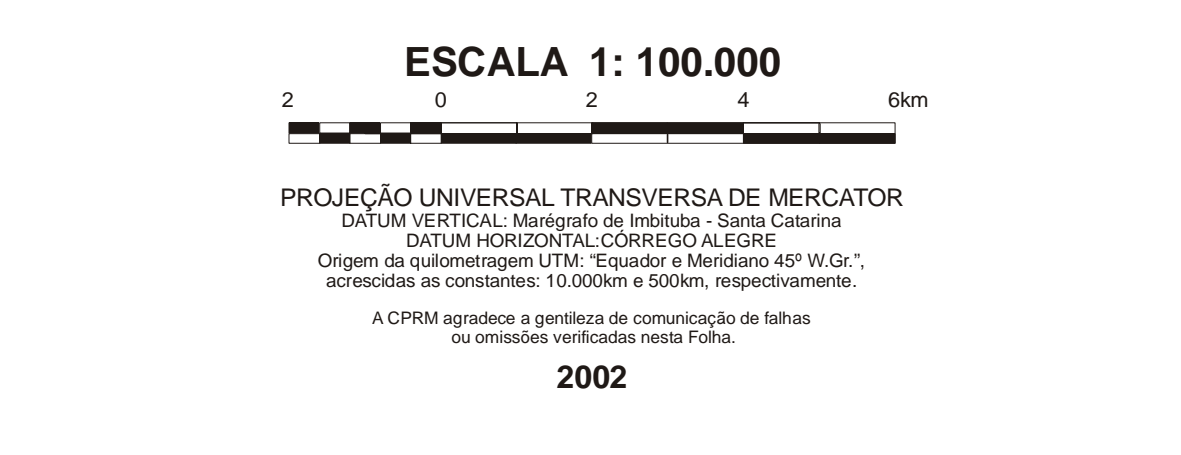 ESCALA 1: 100.000
2 0 2 4 6km
PROJEÇÃO UNIVERSAL TRANSVERSA DE MERCATOR
DATUM VERTICAL: Marégrafo de Imbituba - Santa Catarina
DATUM HORIZONTAL:CÓRREGO ALEGRE
Origem da quilometragem UTM: “Equador e Meridiano 45º W.Gr.”,
acrescidas as constantes: 10.000km e 500km, respectivamente.
A CPRM agradece a gentileza de comunicação de falhas
ou omissões verificadas nesta Folha.
2002